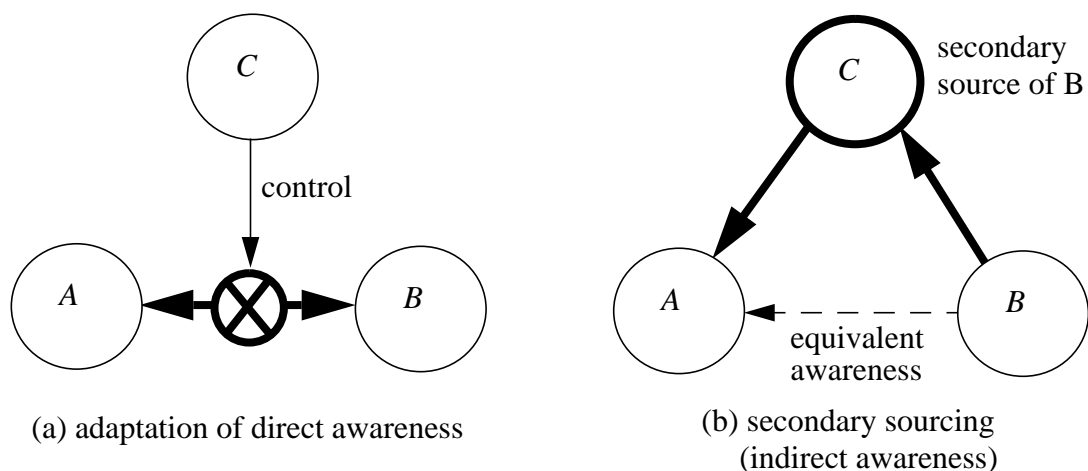 C
control
A
B
(a) adaptation of direct awareness
C
secondary
source of B
A
B
equivalent
awareness
(b) secondary sourcing
(indirect awareness)